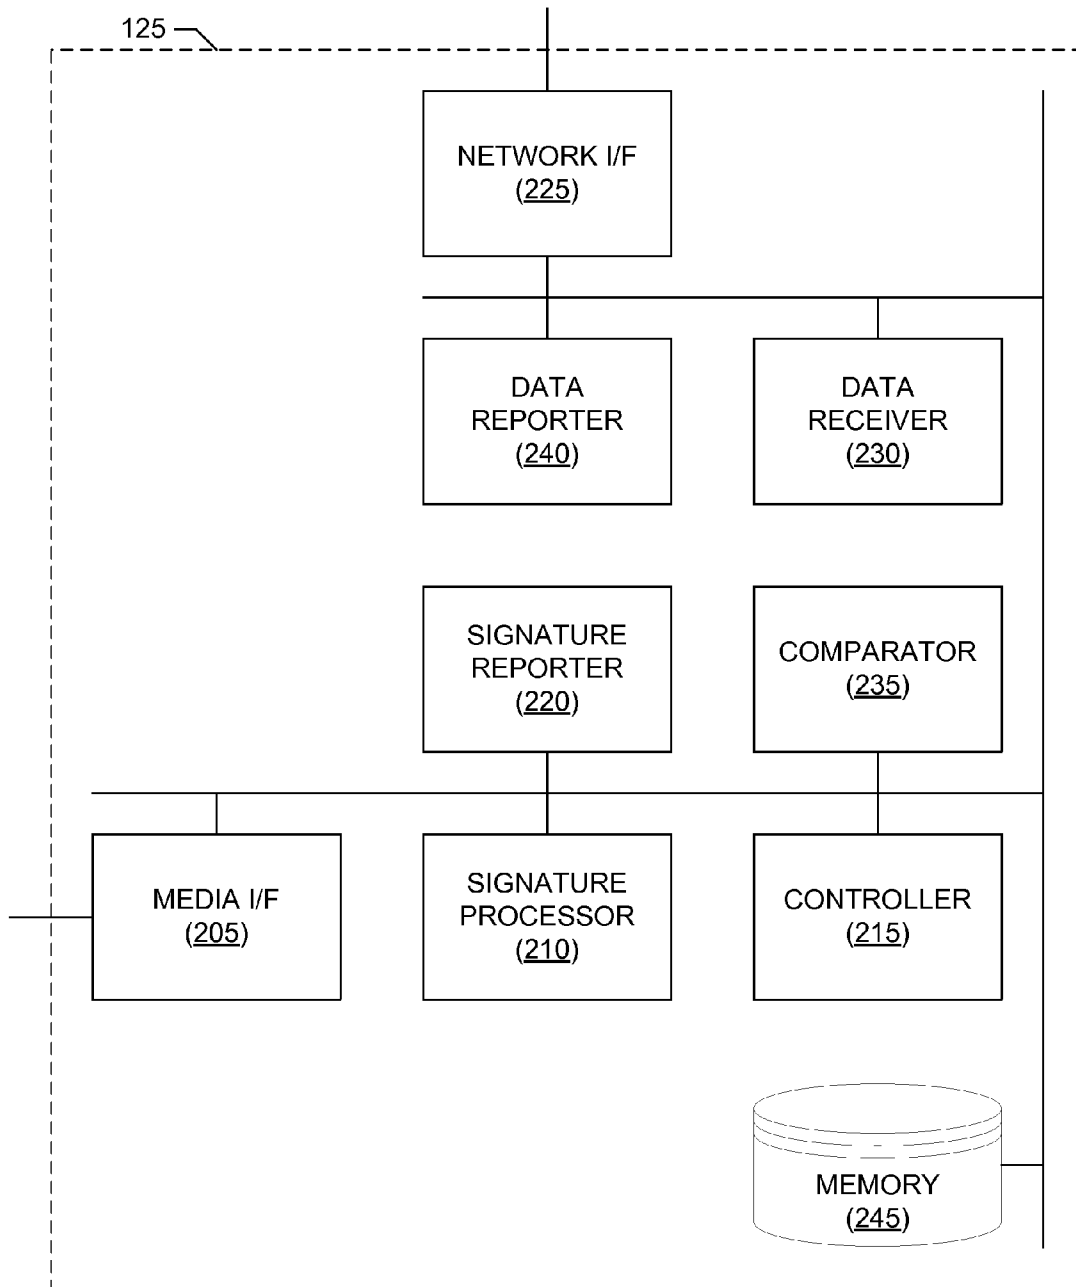 125
NETWORK I/F
(225)
DATA
REPORTER
(240)
DATA
RECEIVER
(230)
SIGNATURE
REPORTER
(220)
COMPARATOR
(235)
MEDIA I/F
(205)
SIGNATURE
PROCESSOR
(210)
CONTROLLER
(215)
MEMORY
(245)